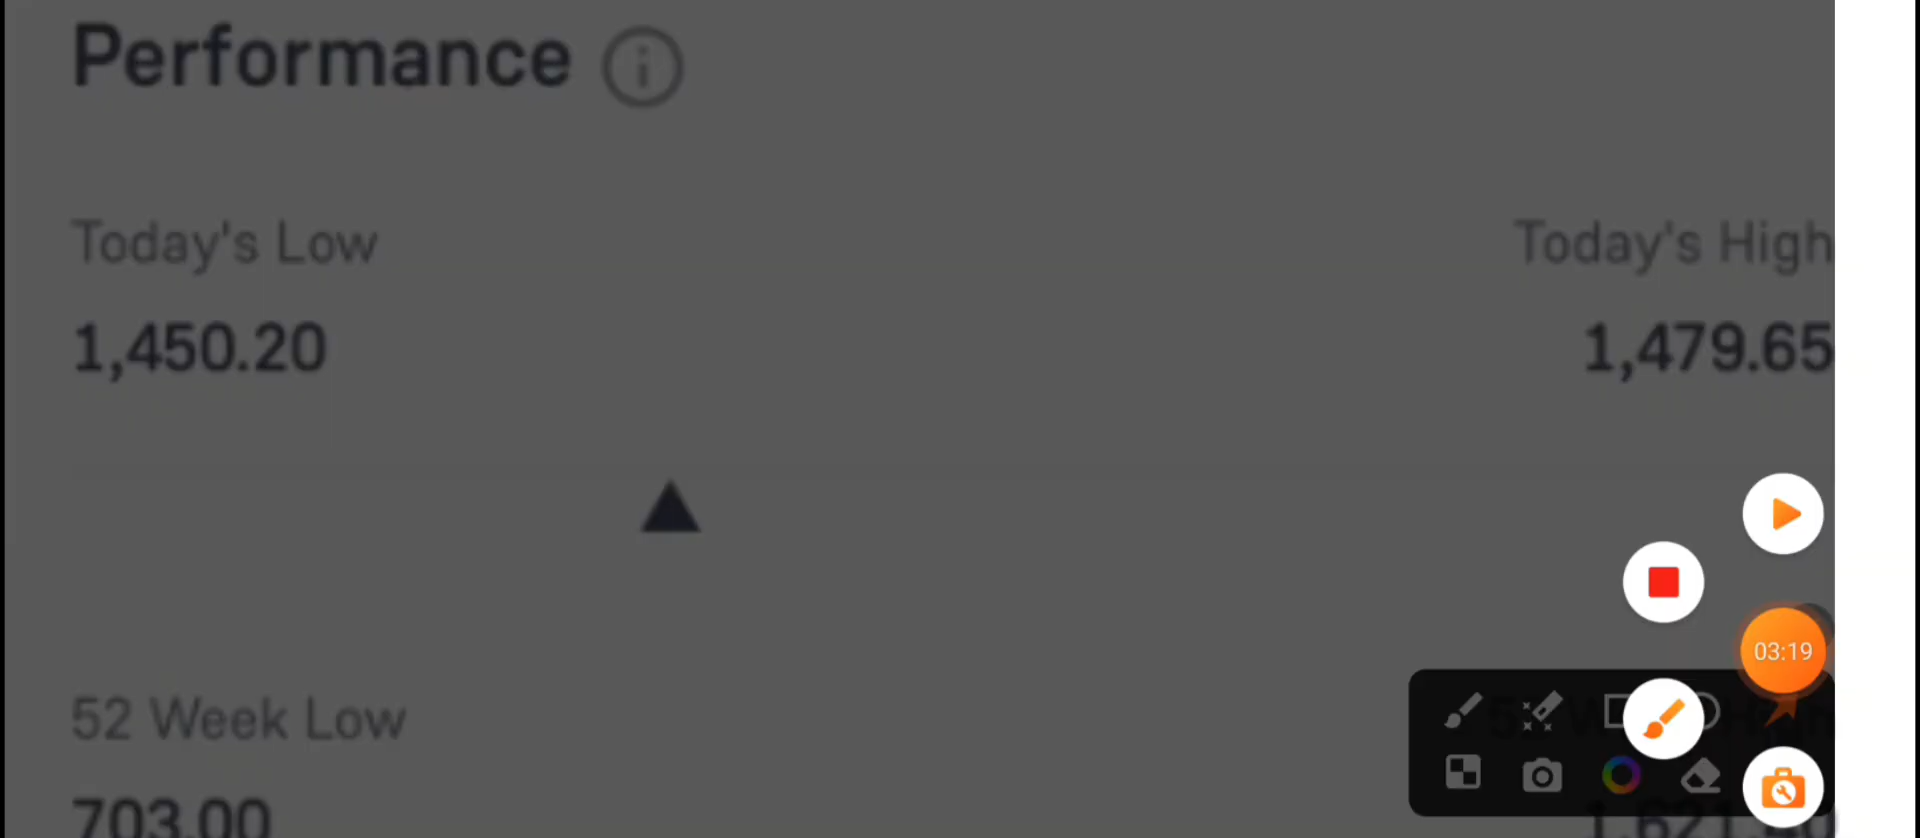 Performance
Today's Low Today's High
1,450.20 1,479.65
03:19
52 Week Low
703.00